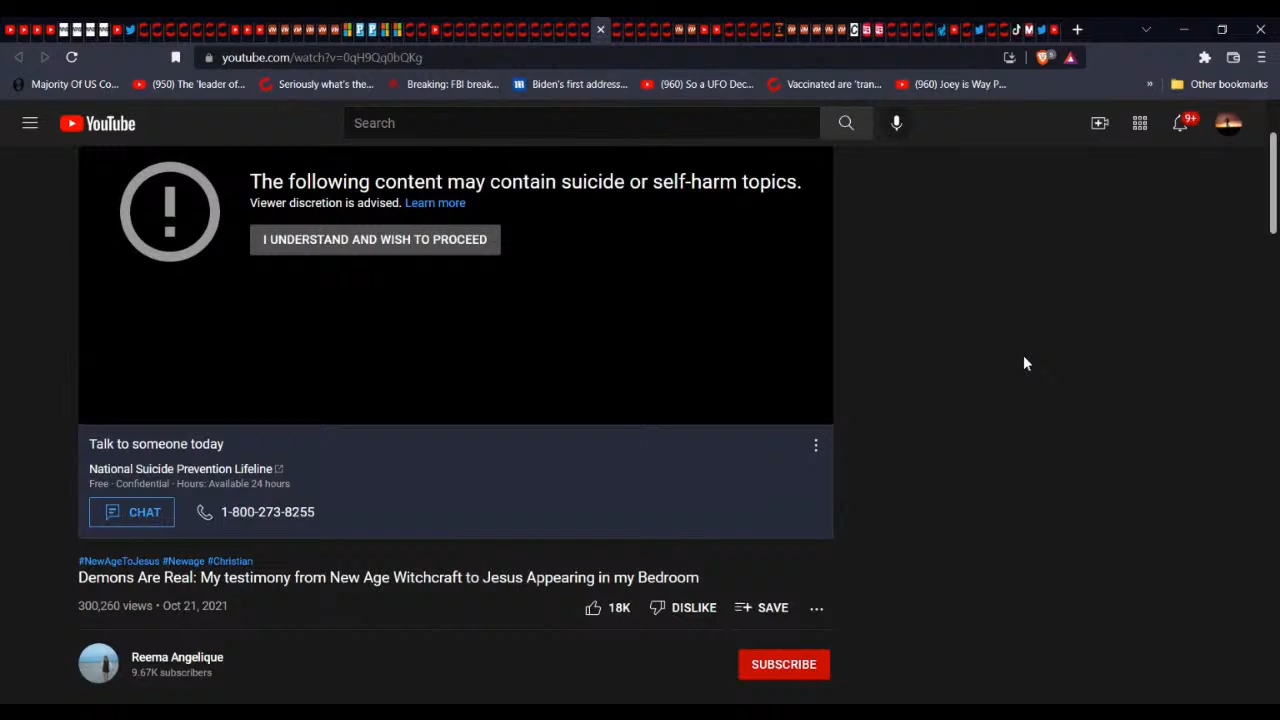 youtube.com/watch?v=0qH9Qq0bQKg
Majority Of US Co...
(950) The 'leader of...
Seriously what's the...
Breaking: FBI break...
Biden's first address...
(960) So a UFO Dec...
Vaccinated are 'tran...
(960) Joey is Way P...
»
Other bookmarks
YouTube
Search
9+
The following content may contain suicide or self-harm topics.
Viewer discretion is advised. Learn more
I UNDERSTAND AND WISH TO PROCEED
Talk to someone today
National Suicide Prevention Lifeline
Free · Confidential · Hours: Available 24 hours
CHAT
1-800-273-8255
#NewAgeToJesus #Newage #Christian
Demons Are Real: My testimony from New Age Witchcraft to Jesus Appearing in my Bedroom
300,260 views • Oct 21, 2021
18K
DISLIKE
SAVE
Reema Angelique
9.67K subscribers
SUBSCRIBE